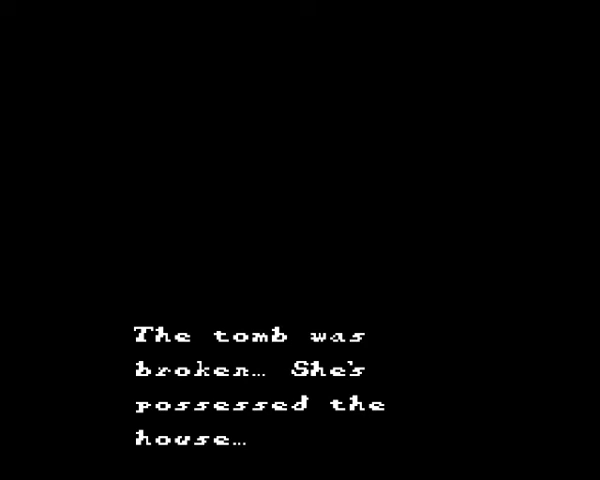 The tomb was
broken… She's
possessed the
house…